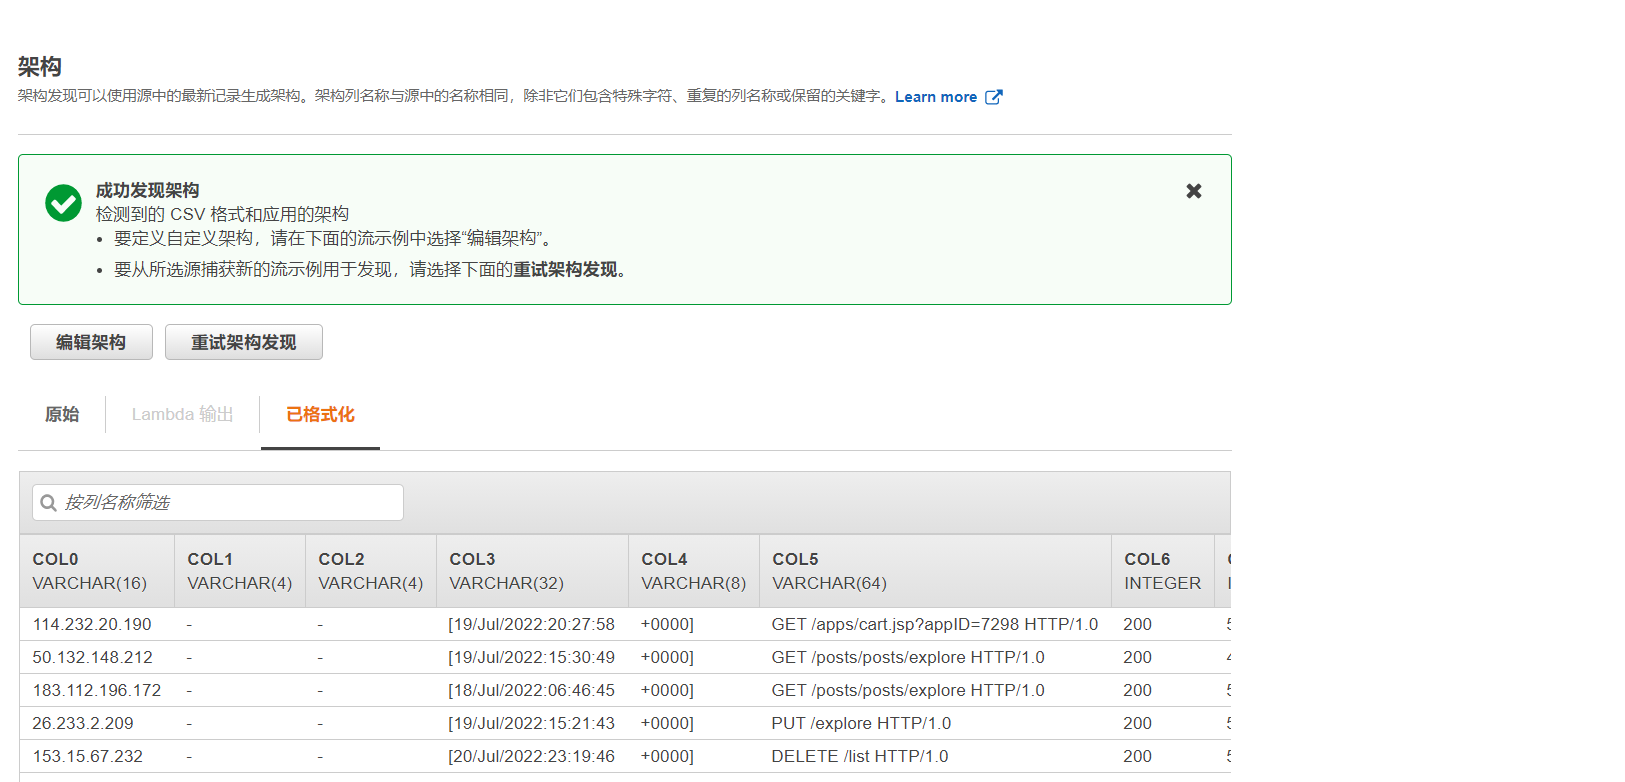 架构
架构发现可以使用源中的最新记录生成架构。架构列名称与源中的名称相同，除非它们包含特殊字符、重复的列名称或保留的关键字。Learn more
成功发现架构
检测到的 CSV 格式和应用的架构
• 要定义自定义架构，请在下面的流示例中选择“编辑架构”。
• 要从所选源捕获新的流示例用于发现，请选择下面的重试架构发现。
编辑架构 重试架构发现
原始 Lambda 输出 已格式化
按列名称筛选
COL0 COL1 COL2 COL3 COL4 COL5 COL6
VARCHAR(16) VARCHAR(4) VARCHAR(4) VARCHAR(32) VARCHAR(8) VARCHAR(64) INTEGER
114.232.20.190 - - [19/Jul/2022:20:27:58 +0000] GET /apps/cart.jsp?appID=7298 HTTP/1.0 200
50.132.148.212 - - [19/Jul/2022:15:30:49 +0000] GET /posts/posts/explore HTTP/1.0 200
183.112.196.172 - - [18/Jul/2022:06:46:45 +0000] GET /posts/posts/explore HTTP/1.0 200
26.233.2.209 - - [19/Jul/2022:15:21:43 +0000] PUT /explore HTTP/1.0 200
153.15.67.232 - - [20/Jul/2022:23:19:46 +0000] DELETE /list HTTP/1.0 200